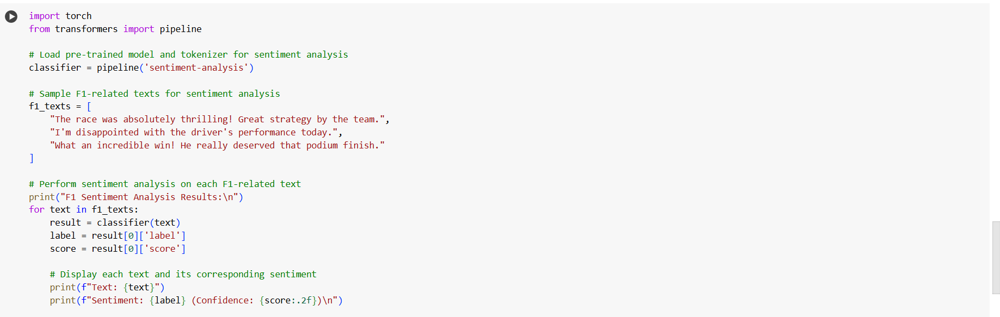 import torch
from transformers import pipeline
# Load pre-trained model and tokenizer for sentiment analysis
classifier = pipeline('sentiment-analysis')
# Sample F1-related texts for sentiment analysis
f1_texts = [
    "The race was absolutely thrilling! Great strategy by the team.",
    "I'm disappointed with the driver's performance today.",
    "What an incredible win! He really deserved that podium finish."
]
# Perform sentiment analysis on each F1-related text
print("F1 Sentiment Analysis Results:\n")
for text in f1_texts:
    result = classifier(text)
    label = result[0]['label']
    score = result[0]['score']
    # Display each text and its corresponding sentiment
    print(f"Text: {text}")
    print(f"Sentiment: {label} (Confidence: {score:.2f})\n")